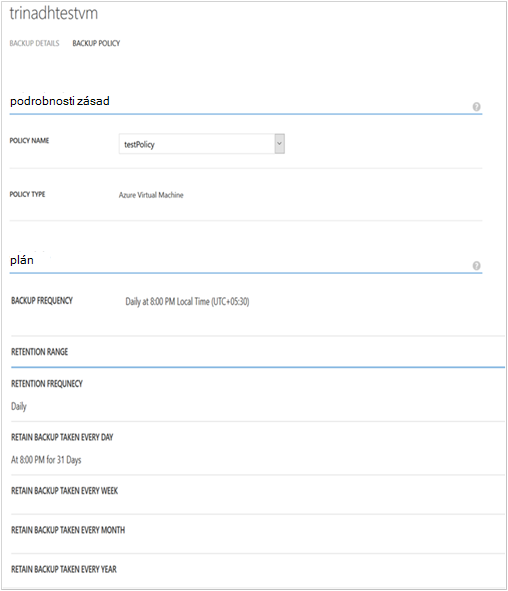 trinadhtestvm
BACKUP DETAILS BACKUP POLICY
podrobnosti zásad
?
POLICY NAME testPolicy
POLICY TYPE Azure Virtual Machine
plán
?
BACKUP FREQUENCY Daily at 8:00 PM Local Time (UTC+05:30)
RETENTION RANGE
RETENTION FREQUNECY
Daily
RETAIN BACKUP TAKEN EVERY DAY
At 8:00 PM for 31 Days
RETAIN BACKUP TAKEN EVERY WEEK
RETAIN BACKUP TAKEN EVERY MONTH
RETAIN BACKUP TAKEN EVERY YEAR